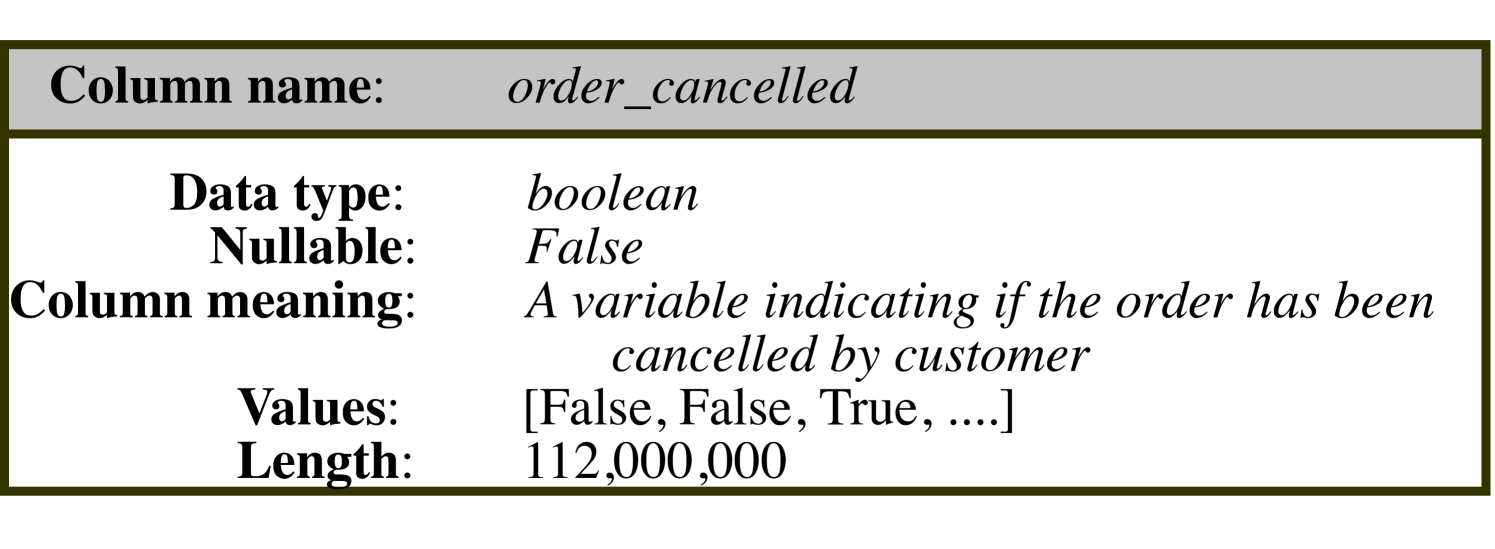 Column name: order_cancelled
Data type: boolean
Nullable: False
Column meaning: A variable indicating if the order has been
cancelled by customer
Values: [False, False, True, ....]
Length: 112,000,000